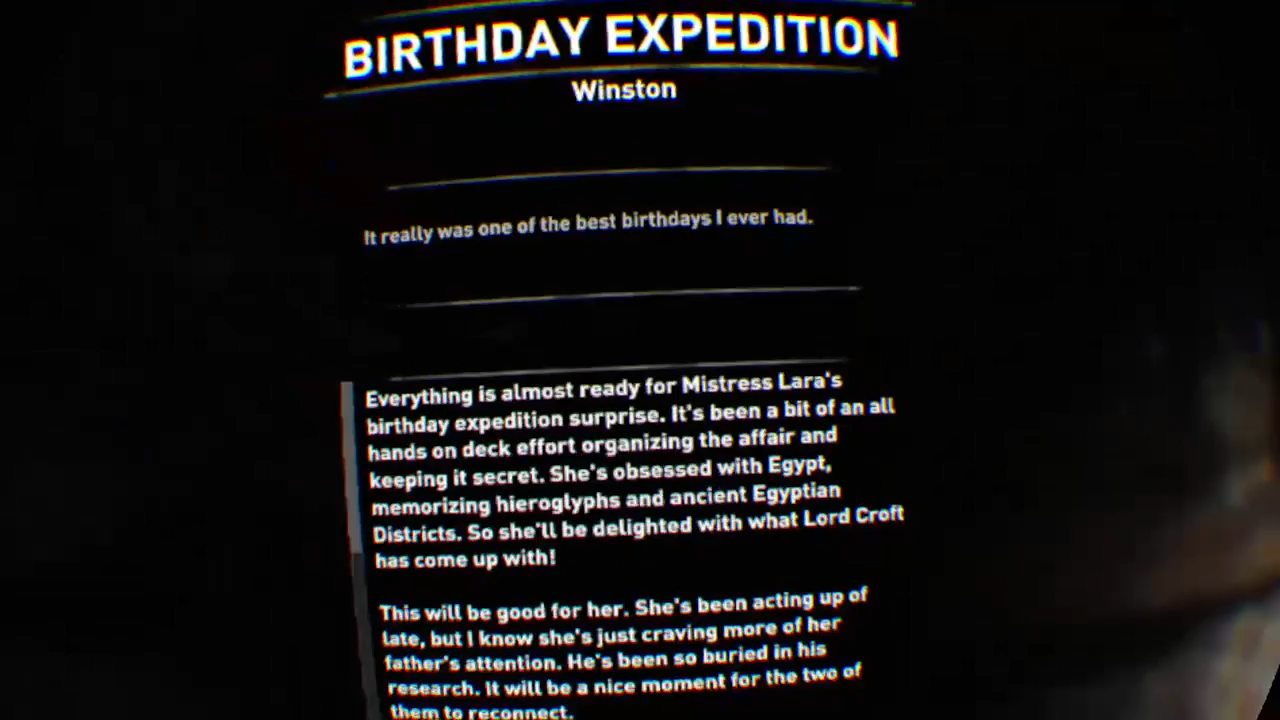 BIRTHDAY EXPEDITION
Winston
It really was one of the best birthdays I ever had.
Everything is almost ready for Mistress Lara's
birthday expedition surprise. It's been a bit of an all
hands on deck effort organizing the affair and
keeping it secret. She's obsessed with Egypt,
memorizing hieroglyphs and ancient Egyptian
Districts. So she'll be delighted with what Lord Croft
has come up with!
This will be good for her. She's been acting up of
late, but I know she's just craving more of her
father's attention. He's been so buried in his
research. It will be a nice moment for the two of
them to reconnect.